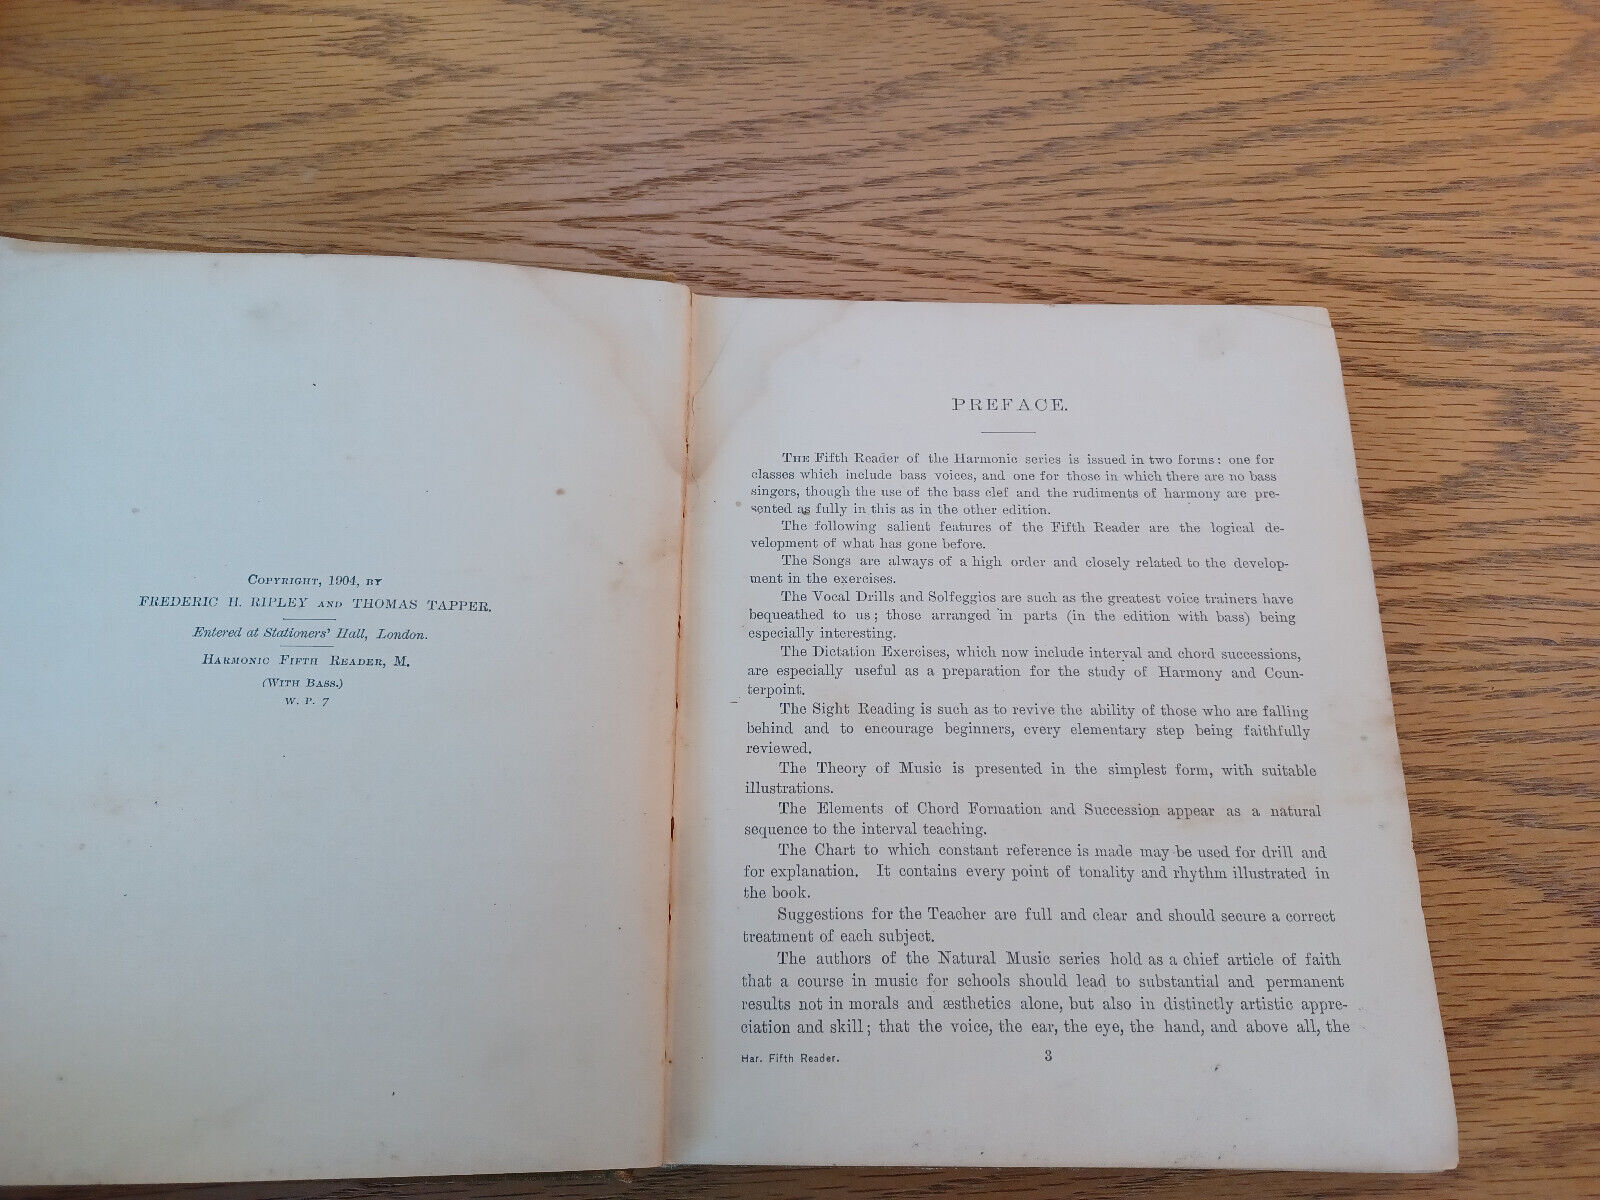 Copyright, 1904, by
FREDERIC H. RIPLEY and THOMAS TAPPER.
Entered at Stationers' Hall, London.
Harmonic Fifth Reader, M.
(With Bass.)
W. P. 7
PREFACE.
The Fifth Reader of the Harmonic series is issued in two forms: one for
classes which include bass voices, and one for those in which there are no bass
singers, though the use of the bass clef and the rudiments of harmony are pre-
sented as fully in this as in the other edition.
The following salient features of the Fifth Reader are the logical de-
velopment of what has gone before.
The Songs are always of a high order and closely related to the develop-
ment in the exercises.
The Vocal Drills and Solfeggios are such as the greatest voice trainers have
bequeathed to us; those arranged in parts (in the edition with bass) being
especially interesting.
The Dictation Exercises, which now include interval and chord successions,
are especially useful as a preparation for the study of Harmony and Coun-
terpoint.
The Sight Reading is such as to revive the ability of those who are falling
behind and to encourage beginners, every elementary step being faithfully
reviewed.
The Theory of Music is presented in the simplest form, with suitable
illustrations.
The Elements of Chord Formation and Succession appear as a natural
sequence to the interval teaching.
The Chart to which constant reference is made may be used for drill and
for explanation. It contains every point of tonality and rhythm illustrated in
the book.
Suggestions for the Teacher are full and clear and should secure a correct
treatment of each subject.
The authors of the Natural Music series hold as a chief article of faith
that a course in music for schools should lead to substantial and permanent
results not in morals and æsthetics alone, but also in distinctly artistic appre-
ciation and skill; that the voice, the ear, the eye, the hand, and above all, the
Har. Fifth Reader.
3